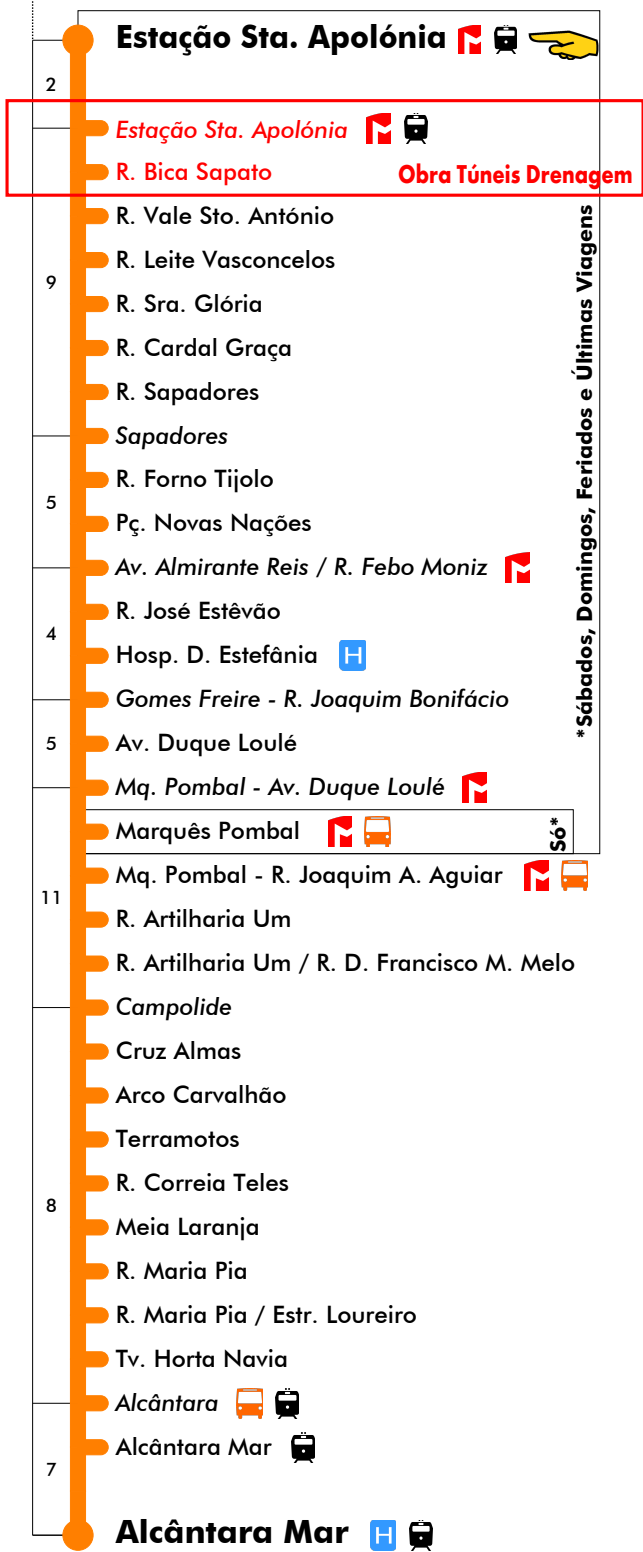 Estação Sta. Apolónia
2
Estação Sta. Apolónia
R. Bica Sapato
Obra Túneis Drenagem
R. Vale Sto. António
R. Leite Vasconcelos
9
R. Sra. Glória
R. Cardal Graça
R. Sapadores
Sapadores
R. Forno Tijolo
5
Pç. Novas Nações
Av. Almirante Reis / R. Febo Moniz
R. José Estêvão
4
Hosp. D. Estefânia H
Gomes Freire - R. Joaquim Bonifácio
5
Av. Duque Loulé
Mq. Pombal - Av. Duque Loulé
Marquês Pombal
Só*
*Sábados, Domingos, Feriados e Últimas Viagens
Mq. Pombal - R. Joaquim A. Aguiar
11
R. Artilharia Um
R. Artilharia Um / R. D. Francisco M. Melo
Campolide
Cruz Almas
Arco Carvalhão
Terramotos
R. Correia Teles
8
Meia Laranja
R. Maria Pia
R. Maria Pia / Estr. Loureiro
Tv. Horta Navia
Alcântara
Alcântara Mar
7
Alcântara Mar H